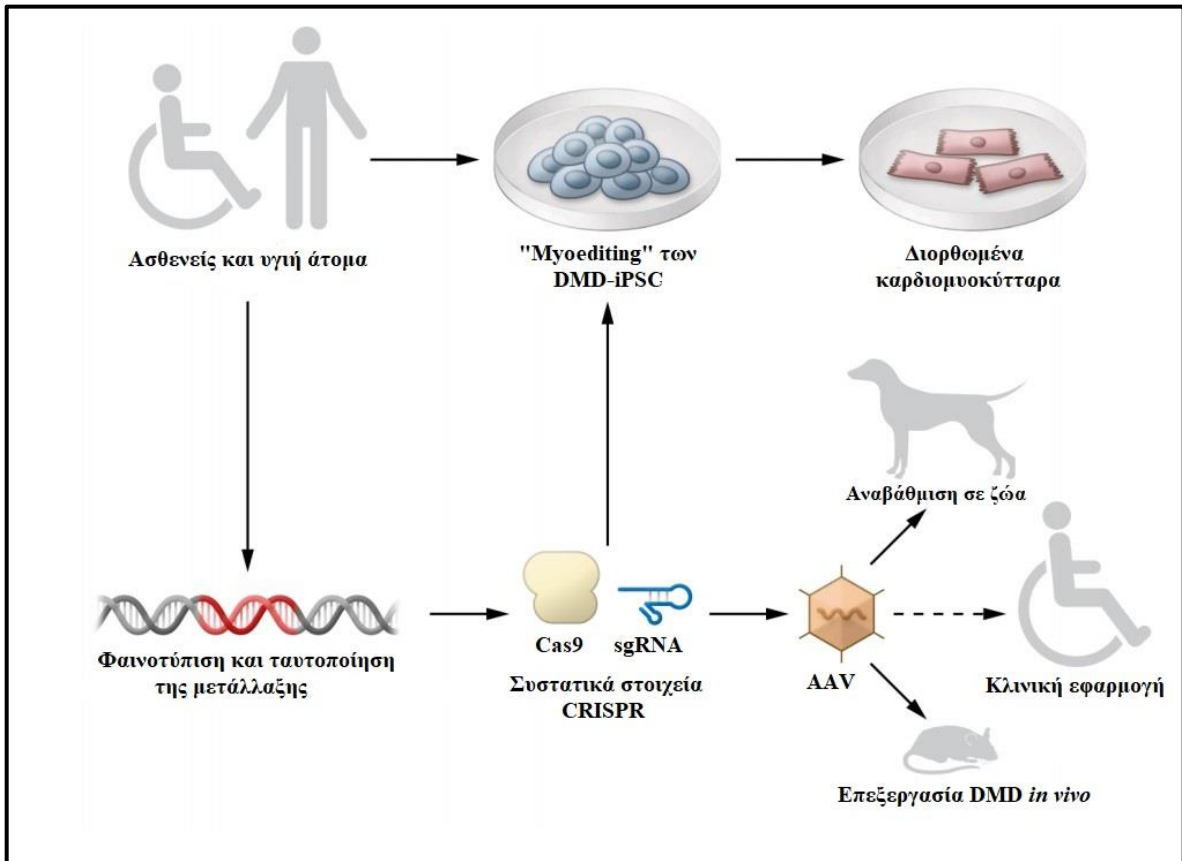 Ασθενείς και υγιή άτομα
"Myoediting" των
DMD-iPSC
Διορθωμένα
καρδιομυοκύτταρα
Αναβάθμιση σε ζώα
Φαινοτύπιση και ταυτοποίηση
της μετάλλαξης
Cas9
sgRNA
Συστατικά στοιχεία
CRISPR
AAV
Κλινική εφαρμογή
Επεξεργασία DMD in vivo